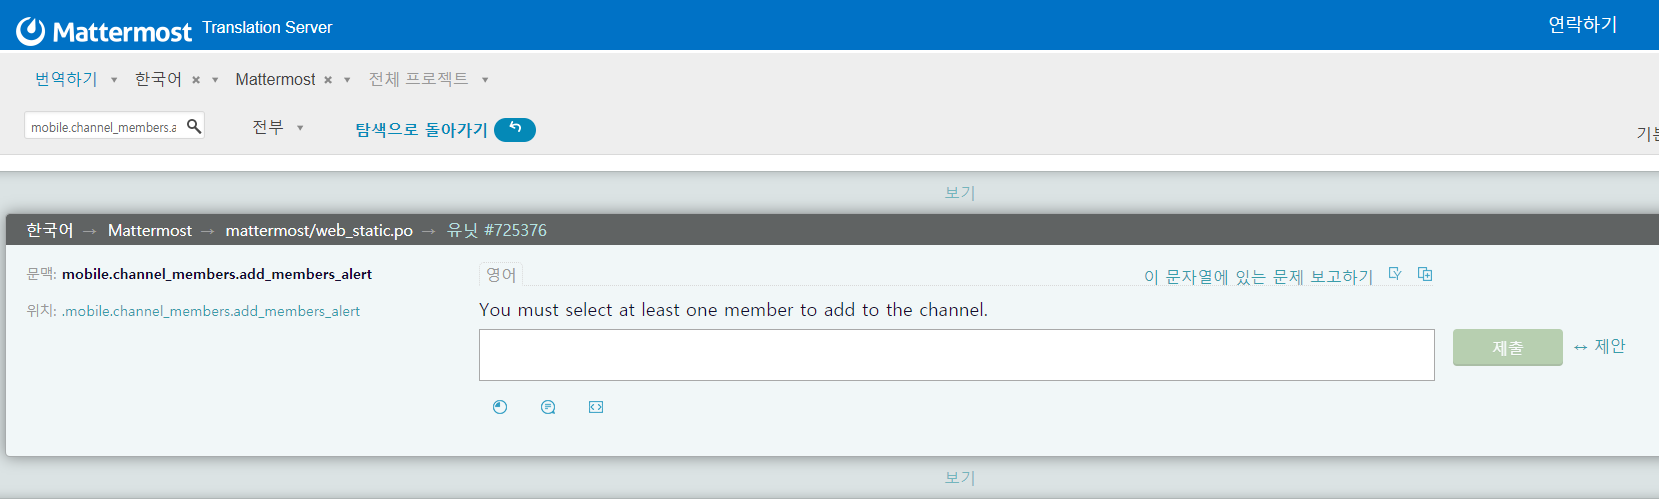 Mattermost Translation Server 연락하기
번역하기 한국어 Mattermost 전체 프로젝트
mobile.channel_members.a 전부 탐색으로 돌아가기
보기
한국어 → Mattermost → mattermost/web_static.po → 유닛 #725376
문맥: mobile.channel_members.add_members_alert 영어 이 문자열에 있는 문제 보고하기
위치: .mobile.channel_members.add_members_alert You must select at least one member to add to the channel.
제출 ↔ 제안
보기